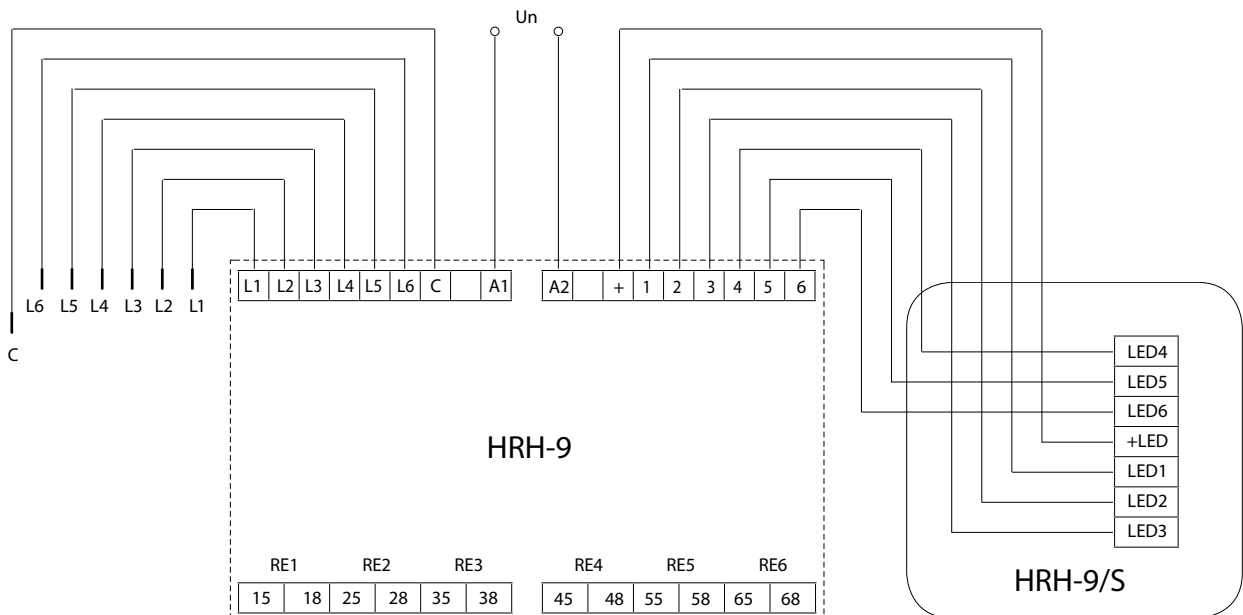 Un
L1 L2 L3 L4 L5 L6 C A1 A2 + 1 2 3 4 5 6
L6 L5 L4 L3 L2 L1
C
LED4
LED5
LED6
+LED
LED1
LED2
LED3
HRH-9
HRH-9/S
RE1 RE2 RE3 RE4 RE5 RE6
15 18 25 28 35 38 45 48 55 58 65 68